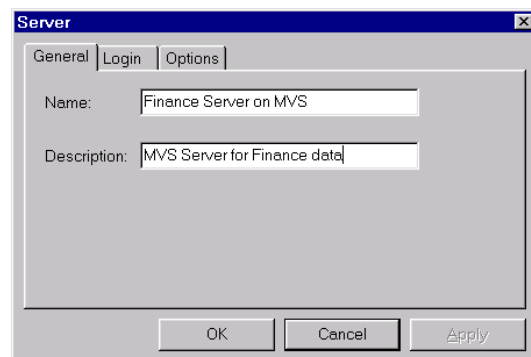 Server
General Login Options
Name: Finance Server on MVS
Description: MVS Server for Finance data
OK Cancel Apply